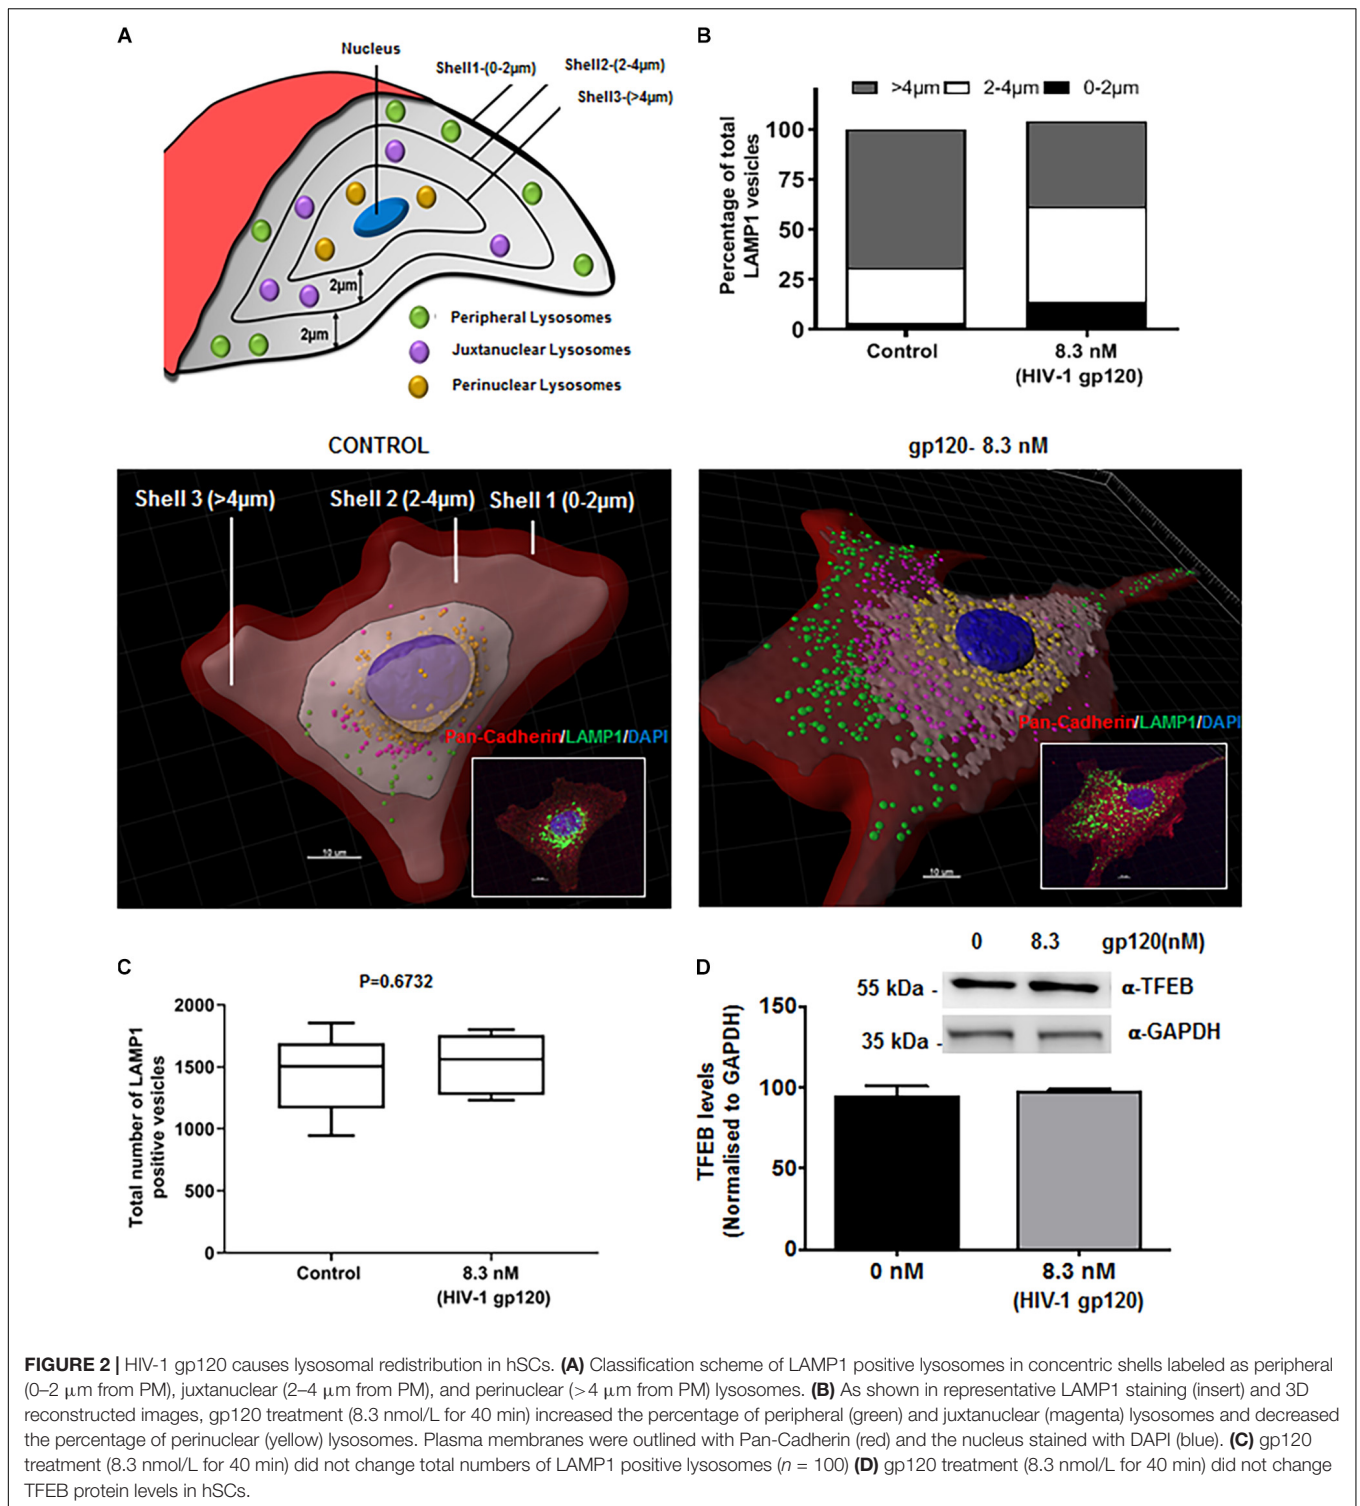 A
Nucleus
Shell1-(0-2µm)
Shell2-(2-4µm)
Shell3-(>4µm)
2µm
2µm
Peripheral Lysosomes
Juxtanuclear Lysosomes
Perinuclear Lysosomes
B
>4µm 2-4µm 0-2µm
Percentage of total
LAMP1 vesicles
100
75
50
25
0
Control
8.3 nM
(HIV-1 gp120)
CONTROL
Shell 3 (>4µm)
Shell 2 (2-4µm)
Shell 1 (0-2µm)
Pan-Cadherin/LAMP1/DAPI
10 µm
gp120- 8.3 nM
Pan-Cadherin/LAMP1/DAPI
10 µm
C
P=0.6732
Total number of LAMP1
positive vesicles
2000
1500
1000
500
0
Control
8.3 nM
(HIV-1 gp120)
D
0 8.3 gp120(nM)
55 kDa - α-TFEB
35 kDa - α-GAPDH
TFEB levels
(Normalised to GAPDH)
150
100
50
0
0 nM
8.3 nM
(HIV-1 gp120)
FIGURE 2 | HIV-1 gp120 causes lysosomal redistribution in hSCs. (A) Classification scheme of LAMP1 positive lysosomes in concentric shells labeled as peripheral
(0–2 µm from PM), juxtanuclear (2–4 µm from PM), and perinuclear (>4 µm from PM) lysosomes. (B) As shown in representative LAMP1 staining (insert) and 3D
reconstructed images, gp120 treatment (8.3 nmol/L for 40 min) increased the percentage of peripheral (green) and juxtanuclear (magenta) lysosomes and decreased
the percentage of perinuclear (yellow) lysosomes. Plasma membranes were outlined with Pan-Cadherin (red) and the nucleus stained with DAPI (blue). (C) gp120
treatment (8.3 nmol/L for 40 min) did not change total numbers of LAMP1 positive lysosomes (n = 100) (D) gp120 treatment (8.3 nmol/L for 40 min) did not change
TFEB protein levels in hSCs.